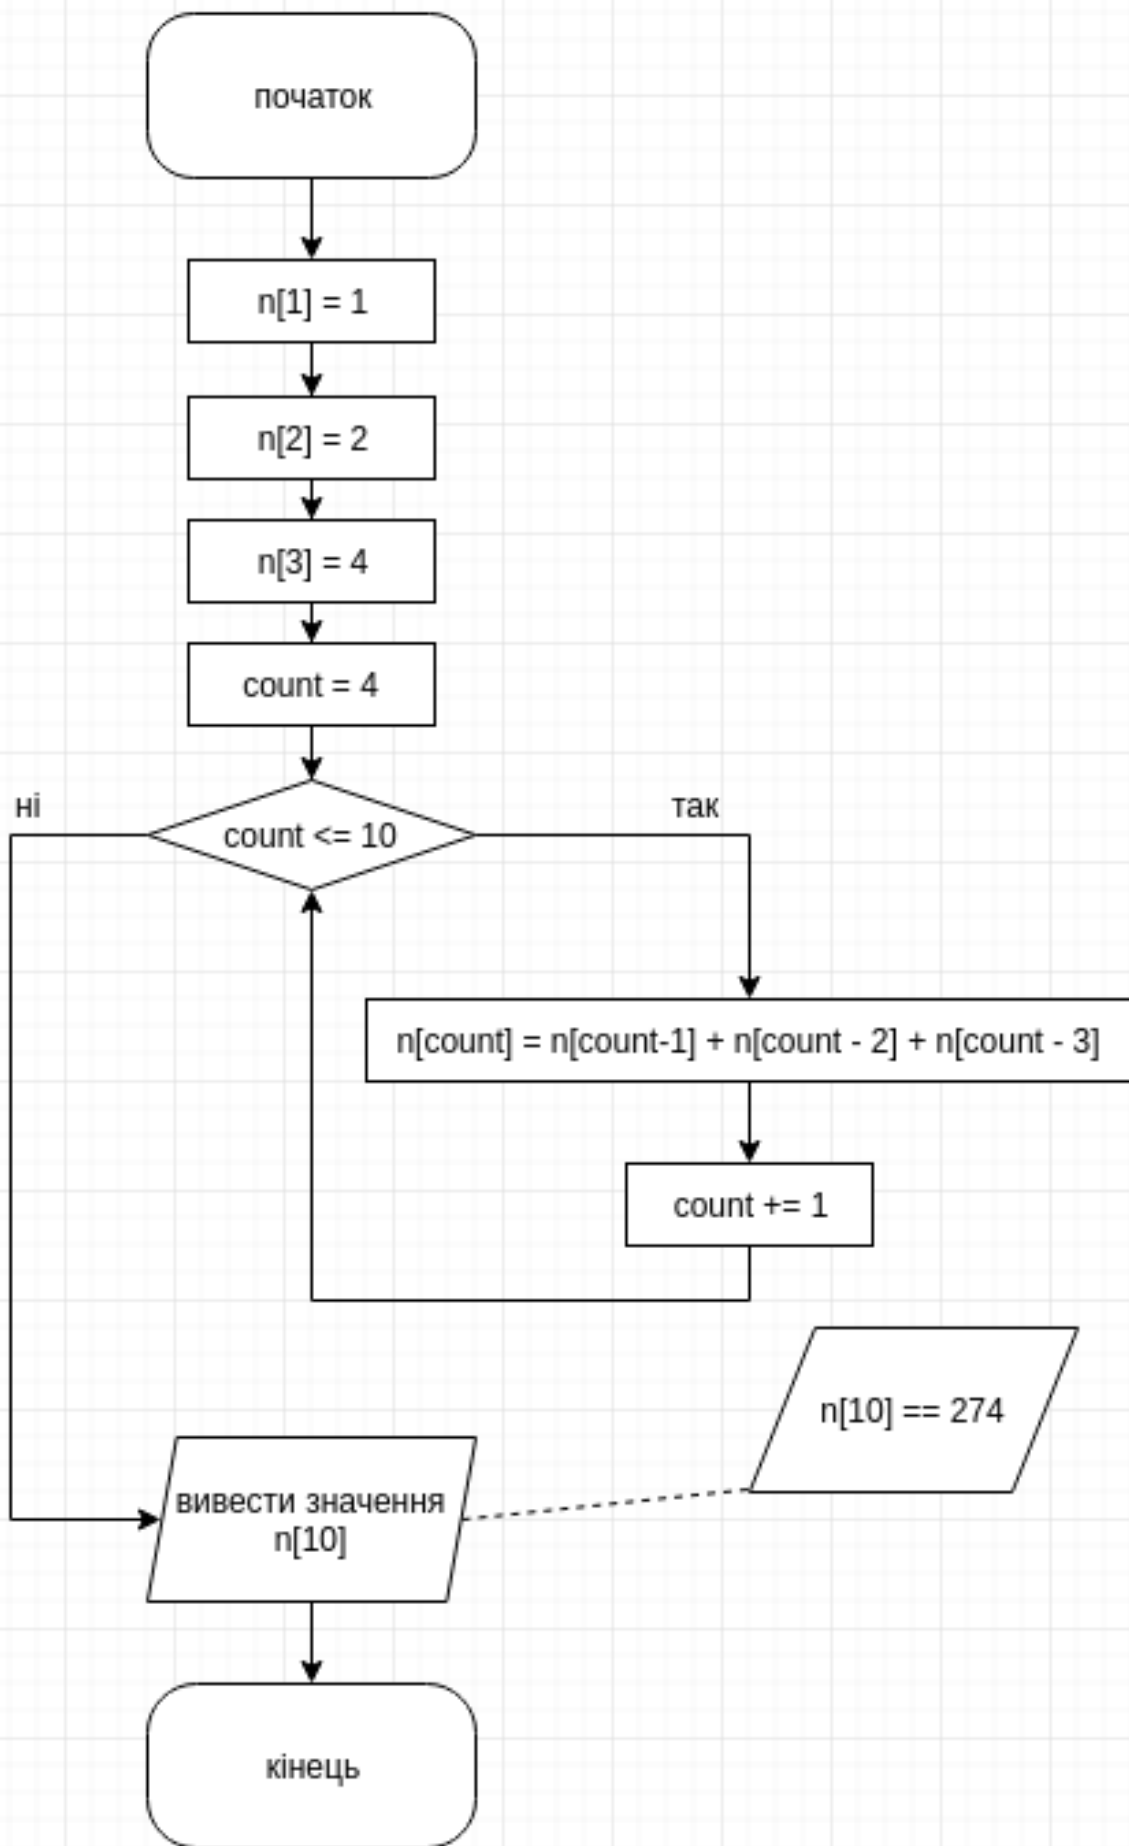 початок
n[1] = 1
n[2] = 2
n[3] = 4
count = 4
ні
count <= 10
так
n[count] = n[count-1] + n[count - 2] + n[count - 3]
count += 1
n[10] == 274
вивести значення
n[10]
кінець